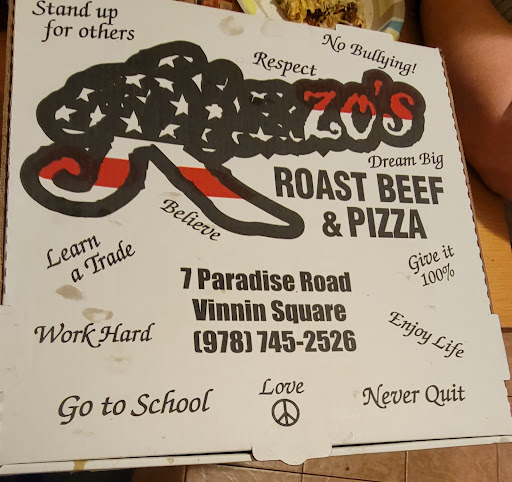 Stand up
for others
No Bullying!
Respect
ZO'S
Dream Big
ROAST BEEF
& PIZZA
Believe
Learn
a Trade
Give it
100%
7 Paradise Road
Vinnin Square
(978) 745-2526
Work Hard
Enjoy Life
Love
Go to School
Never Quit